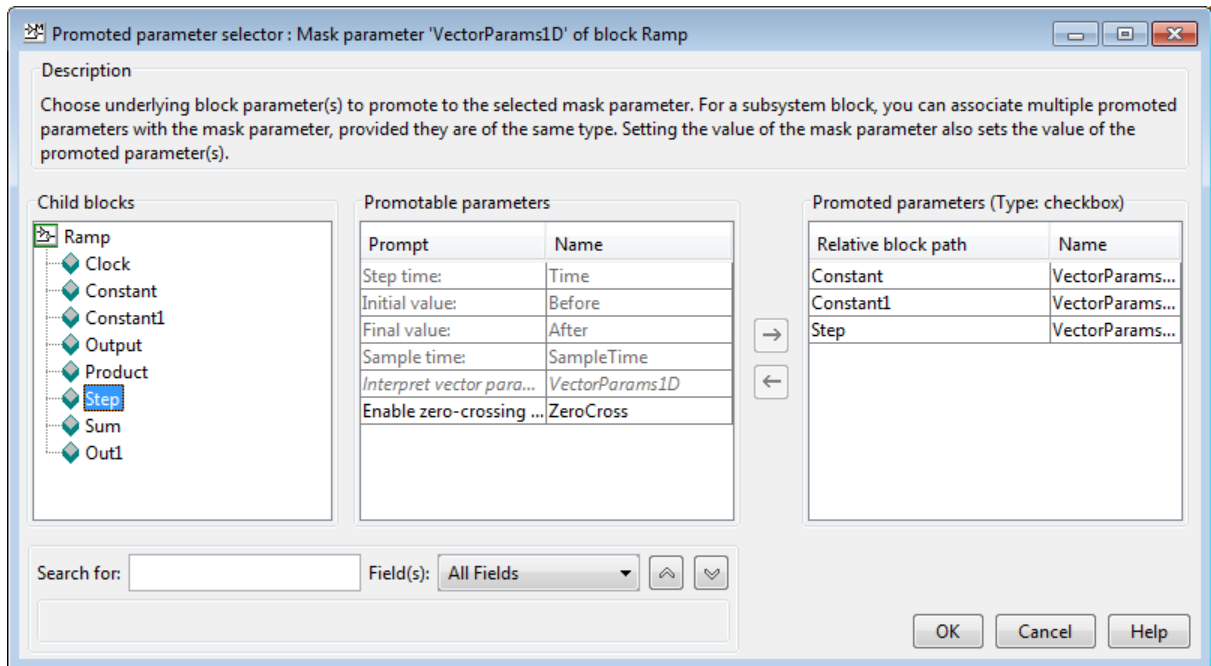 Promoted parameter selector : Mask parameter 'VectorParams1D' of block Ramp
Description
Choose underlying block parameter(s) to promote to the selected mask parameter. For a subsystem block, you can associate multiple promoted
parameters with the mask parameter, provided they are of the same type. Setting the value of the mask parameter also sets the value of the
promoted parameter(s).
Child blocks
Ramp
Clock
Constant
Constant1
Output
Product
Step
Sum
Out1
Promotable parameters
Prompt Name
Step time: Time
Initial value: Before
Final value: After
Sample time: SampleTime
Interpret vector para... VectorParams1D
Enable zero-crossing ... ZeroCross
Promoted parameters (Type: checkbox)
Relative block path Name
Constant VectorParams...
Constant1 VectorParams...
Step VectorParams...
Search for: Field(s): All Fields
OK Cancel Help